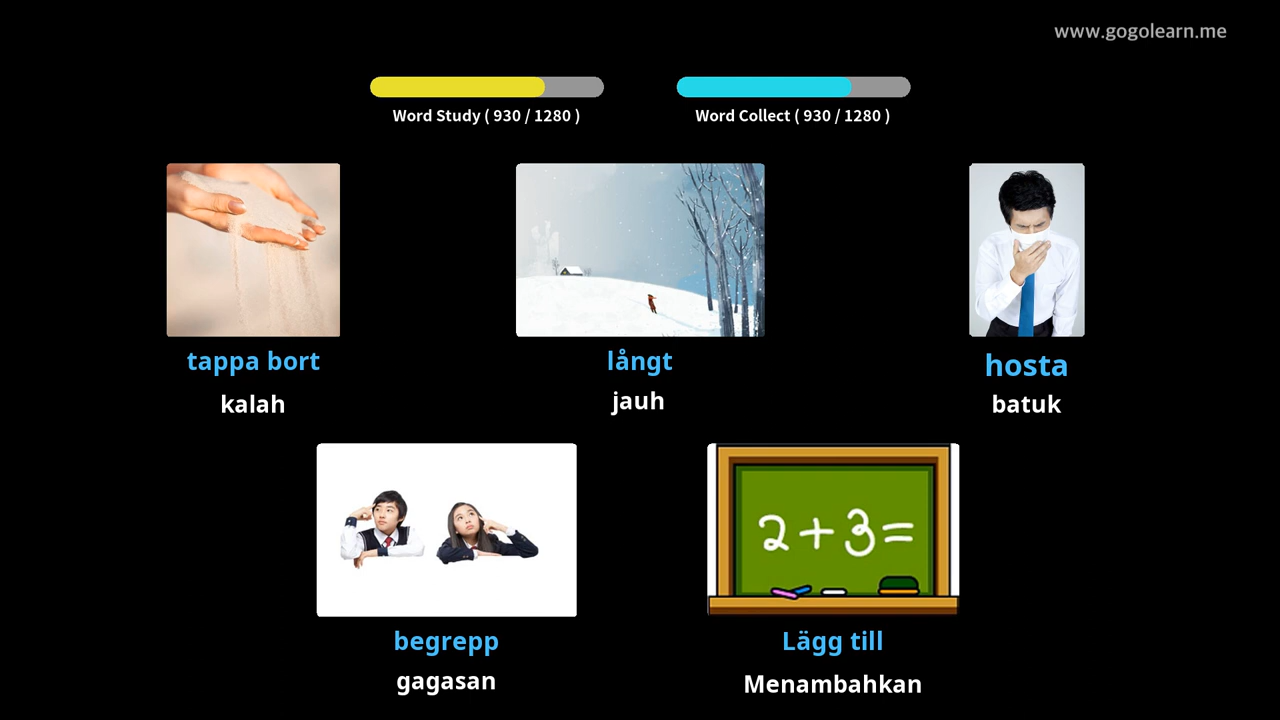 www.gogolearn.me
Word Study ( 930 / 1280 )
Word Collect ( 930 / 1280 )
tappa bort
kalah
långt
jauh
hosta
batuk
2+3=
begrepp
gagasan
Lägg till
Menambahkan